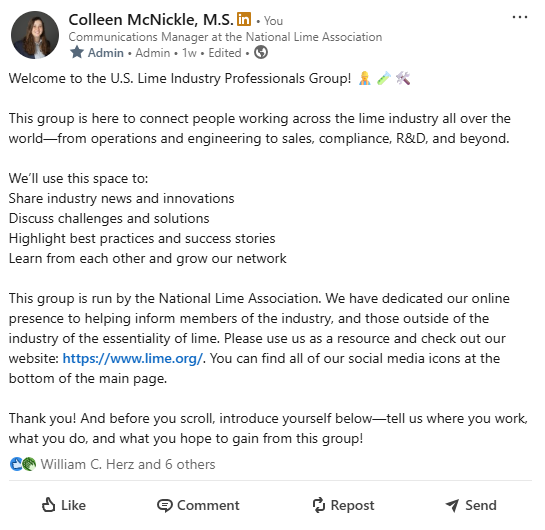 Colleen McNickle, M.S. in • You
Communications Manager at the National Lime Association
Admin • Admin • 1w • Edited •
Welcome to the U.S. Lime Industry Professionals Group! 👷 🧪 🛠️
This group is here to connect people working across the lime industry all over the
world—from operations and engineering to sales, compliance, R&D, and beyond.
We'll use this space to:
Share industry news and innovations
Discuss challenges and solutions
Highlight best practices and success stories
Learn from each other and grow our network
This group is run by the National Lime Association. We have dedicated our online
presence to helping inform members of the industry, and those outside of the
industry of the essentiality of lime. Please use us as a resource and check out our
website: https://www.lime.org/. You can find all of our social media icons at the
bottom of the main page.
Thank you! And before you scroll, introduce yourself below—tell us where you work,
what you do, and what you hope to gain from this group!
William C. Herz and 6 others
Like Comment Repost Send